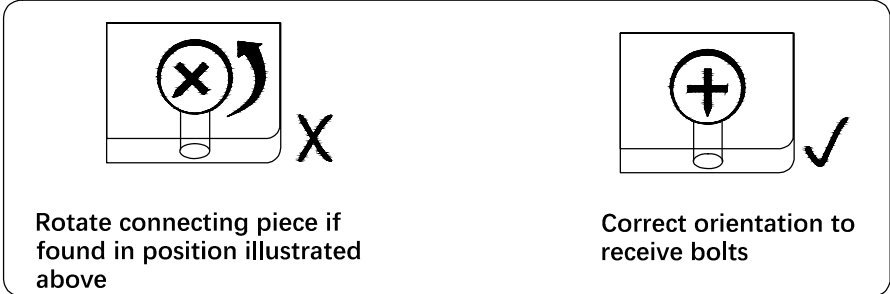 Rotate connecting piece if
found in position illustrated
above
Correct orientation to
receive bolts